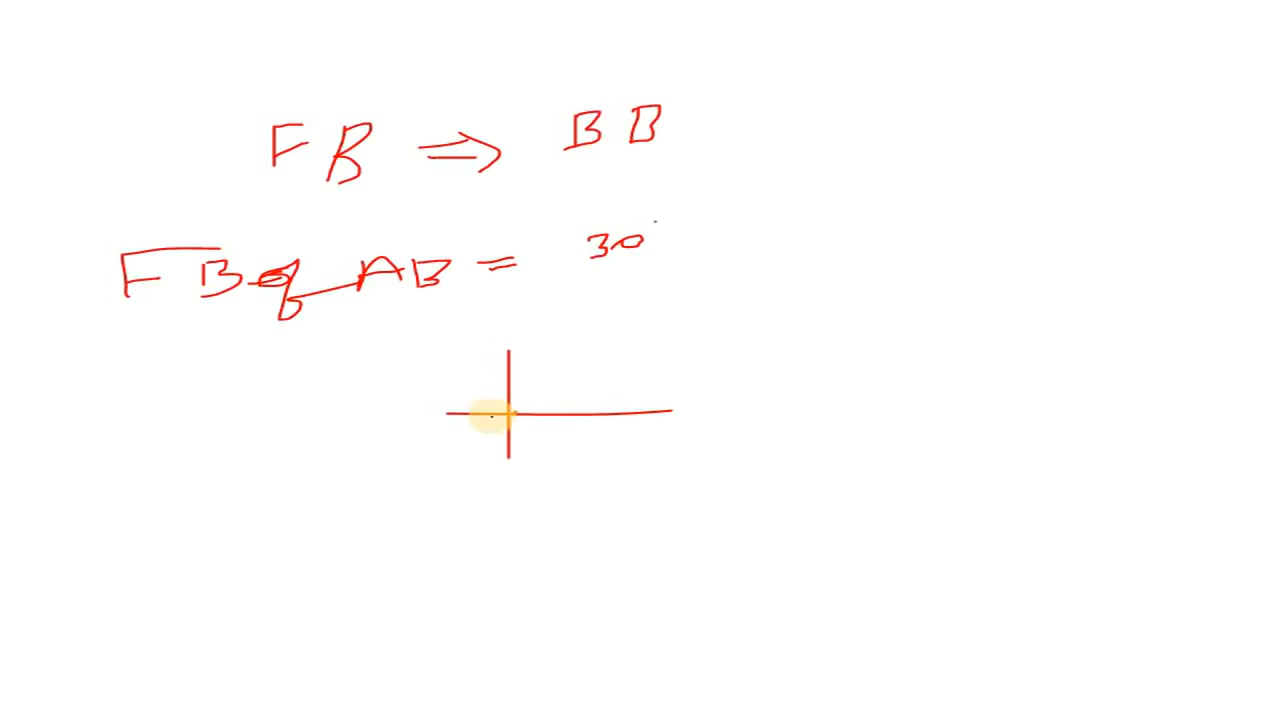 FB ⇒ BB
FB of AB = 30